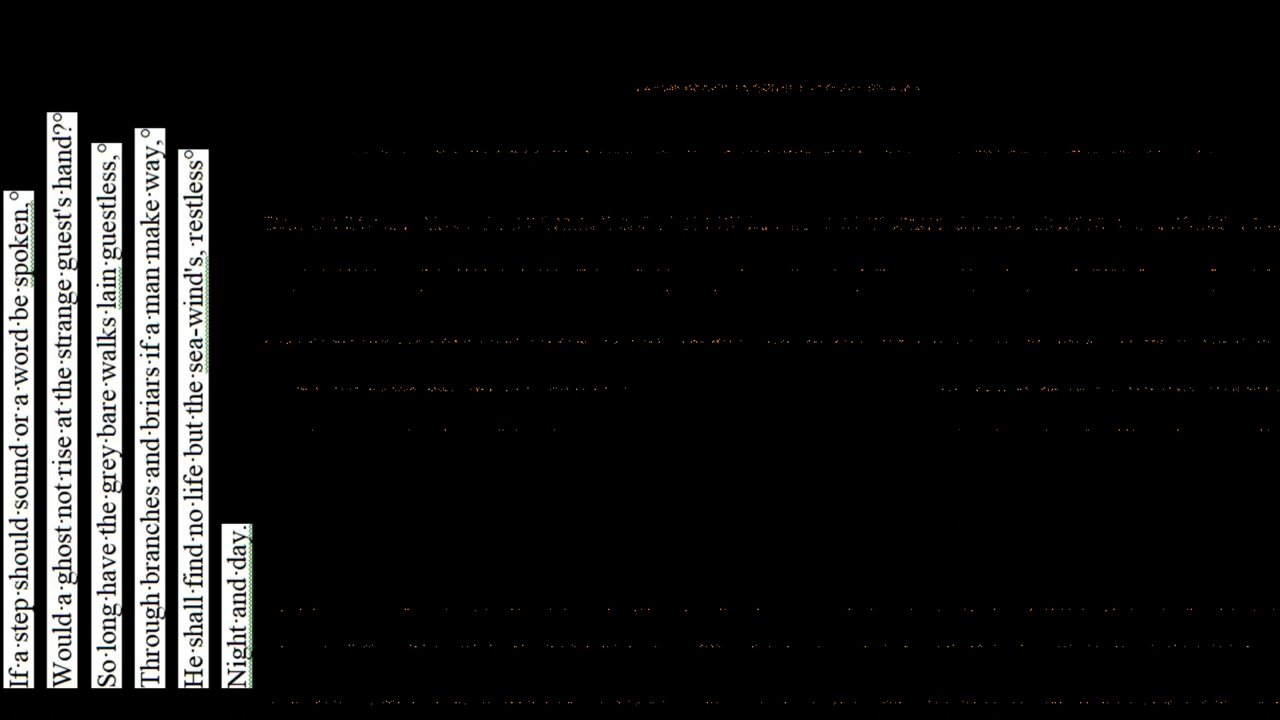 If a step should sound or a word be spoken,
Would a ghost not rise at the strange guest's hand?
So long have the grey bare walks lain guestless,
Through branches and briars if a man make way,
He shall find no life but the sea-wind's, restless
Night and day.